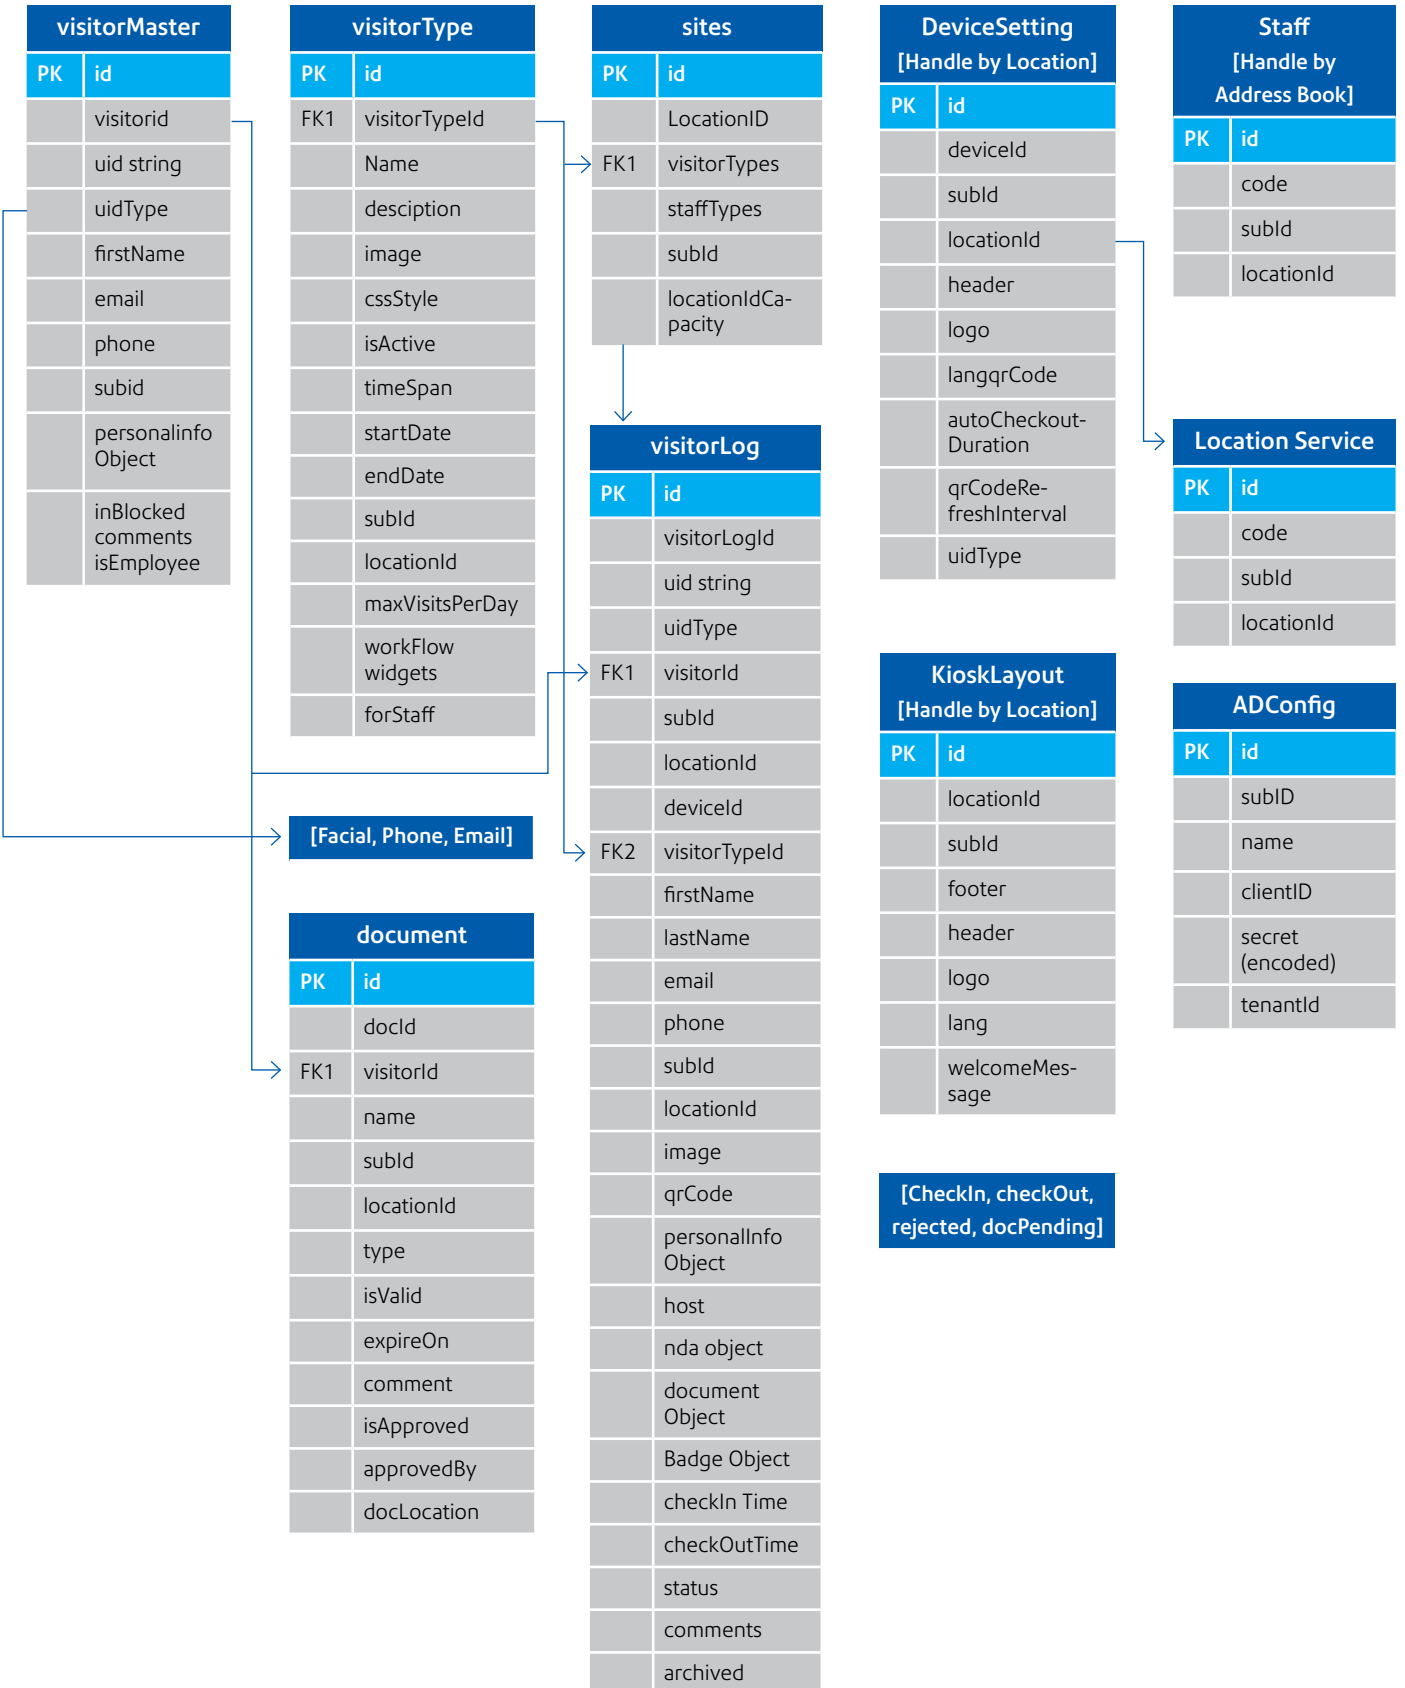 visitorMaster
PK id
visitorid
uid string
uidType
firstName
email
phone
subid
personalinfo
Object
inBlocked
comments
isEmployee
visitorType
PK id
FK1 visitorTypeId
Name
desciption
image
cssStyle
isActive
timeSpan
startDate
endDate
subId
locationId
maxVisitsPerDay
workFlow
widgets
forStaff
[Facial, Phone, Email]
document
PK id
docId
FK1 visitorId
name
subId
locationId
type
isValid
expireOn
comment
isApproved
approvedBy
docLocation
sites
PK id
LocationID
FK1 visitorTypes
staffTypes
subId
locationIdCa-
pacity
visitorLog
PK id
visitorLogId
uid string
uidType
FK1 visitorId
subId
locationId
deviceId
FK2 visitorTypeId
firstName
lastName
email
phone
subId
locationId
image
qrCode
personalInfo
Object
host
nda object
document
Object
Badge Object
checkIn Time
checkOutTime
status
comments
archived
DeviceSetting
[Handle by Location]
PK id
deviceId
subId
locationId
header
logo
langqrCode
autoCheckout-
Duration
qrCodeRe-
freshInterval
uidType
KioskLayout
[Handle by Location]
PK id
locationId
subId
footer
header
logo
lang
welcomeMes-
sage
[CheckIn, checkOut,
rejected, docPending]
Staff
[Handle by
Address Book]
PK id
code
subId
locationId
Location Service
PK id
code
subId
locationId
ADConfig
PK id
subID
name
clientID
secret
(encoded)
tenantId